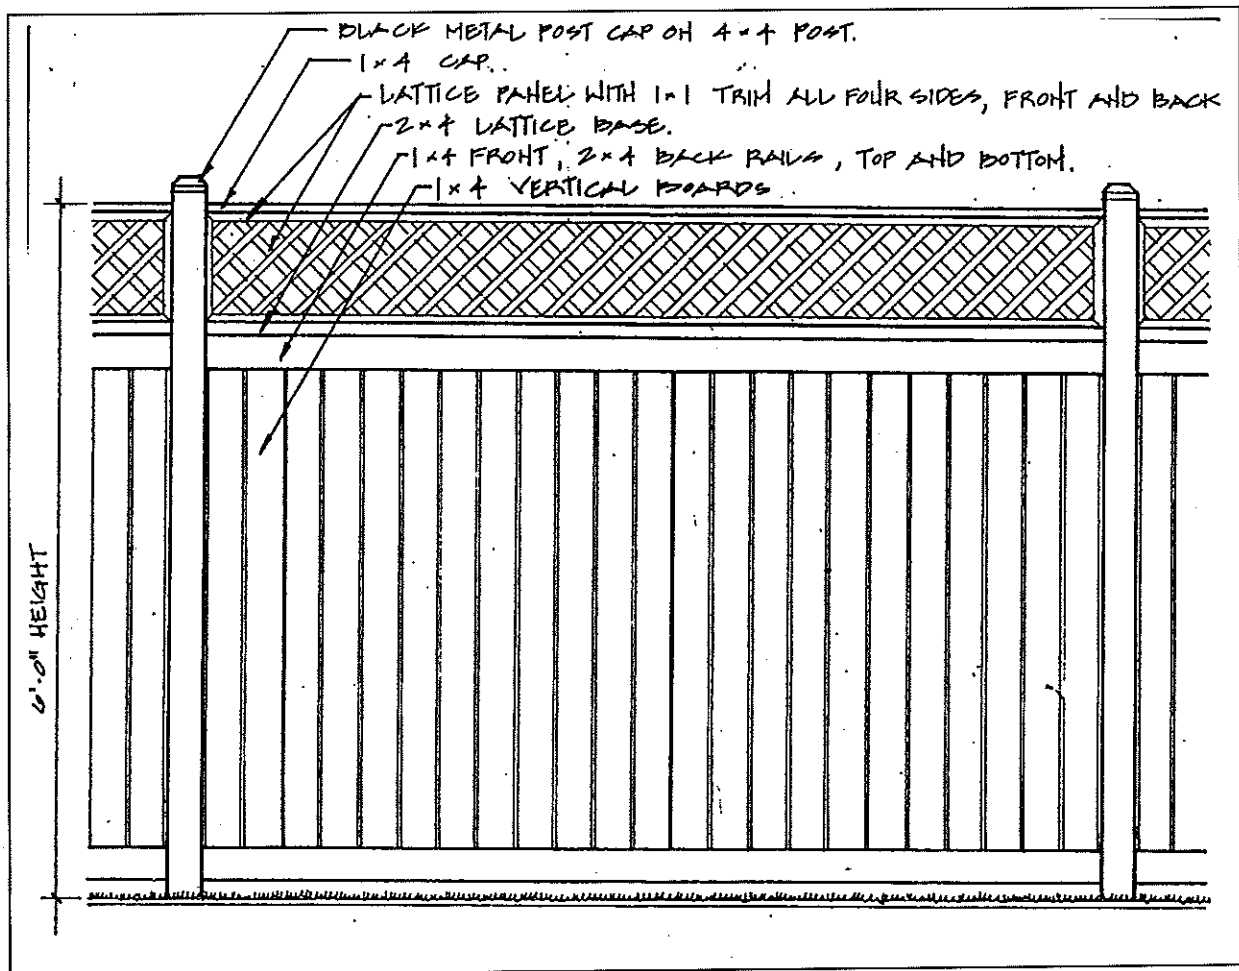 BLACK METAL POST CAP ON 4×4 POST.
1×4 CAP.
LATTICE PANEL WITH 1×1 TRIM ALL FOUR SIDES, FRONT AND BACK
2×4 LATTICE BASE.
1×4 FRONT, 2×4 BACK RAILS, TOP AND BOTTOM.
1×4 VERTICAL BOARDS
6'-0" HEIGHT